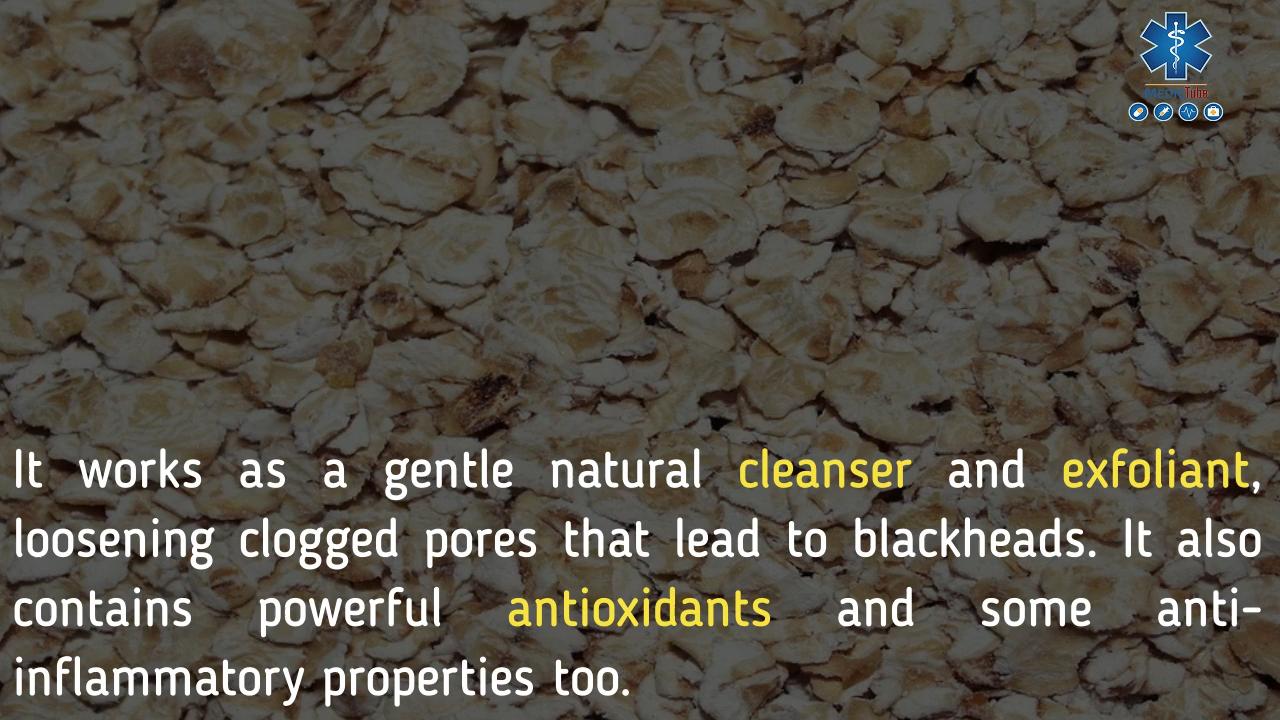 MEDNTube
It works as a gentle natural cleanser and exfoliant,
loosening clogged pores that lead to blackheads. It also
contains powerful antioxidants and some anti-
inflammatory properties too.